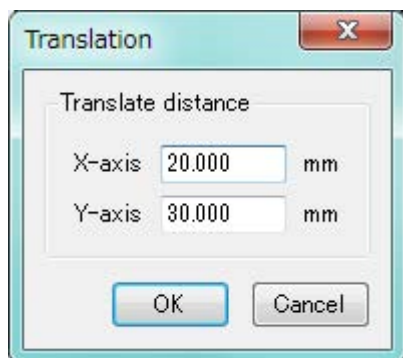 Translation
Translate distance
X-axis 20.000 mm
Y-axis 30.000 mm
OK Cancel